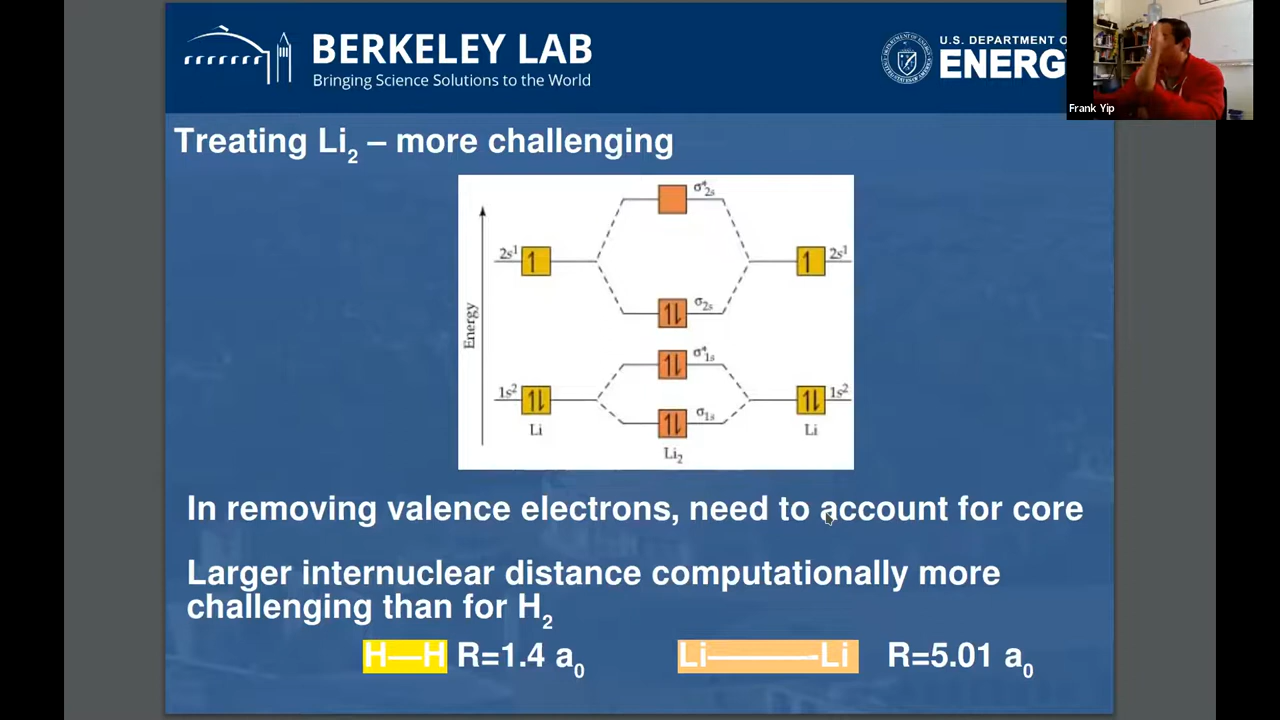 BERKELEY LAB
Bringing Science Solutions to the World
U.S. DEPARTMENT O
ENERG
Frank Yip
Treating Li₂ – more challenging
σ*2s
2s¹ 2s¹
σ2s
Energy
σ*1s
1s² 1s²
σ1s
Li Li
Li₂
In removing valence electrons, need to account for core
Larger internuclear distance computationally more
challenging than for H₂
H—H R=1.4 a₀ Li———Li R=5.01 a₀